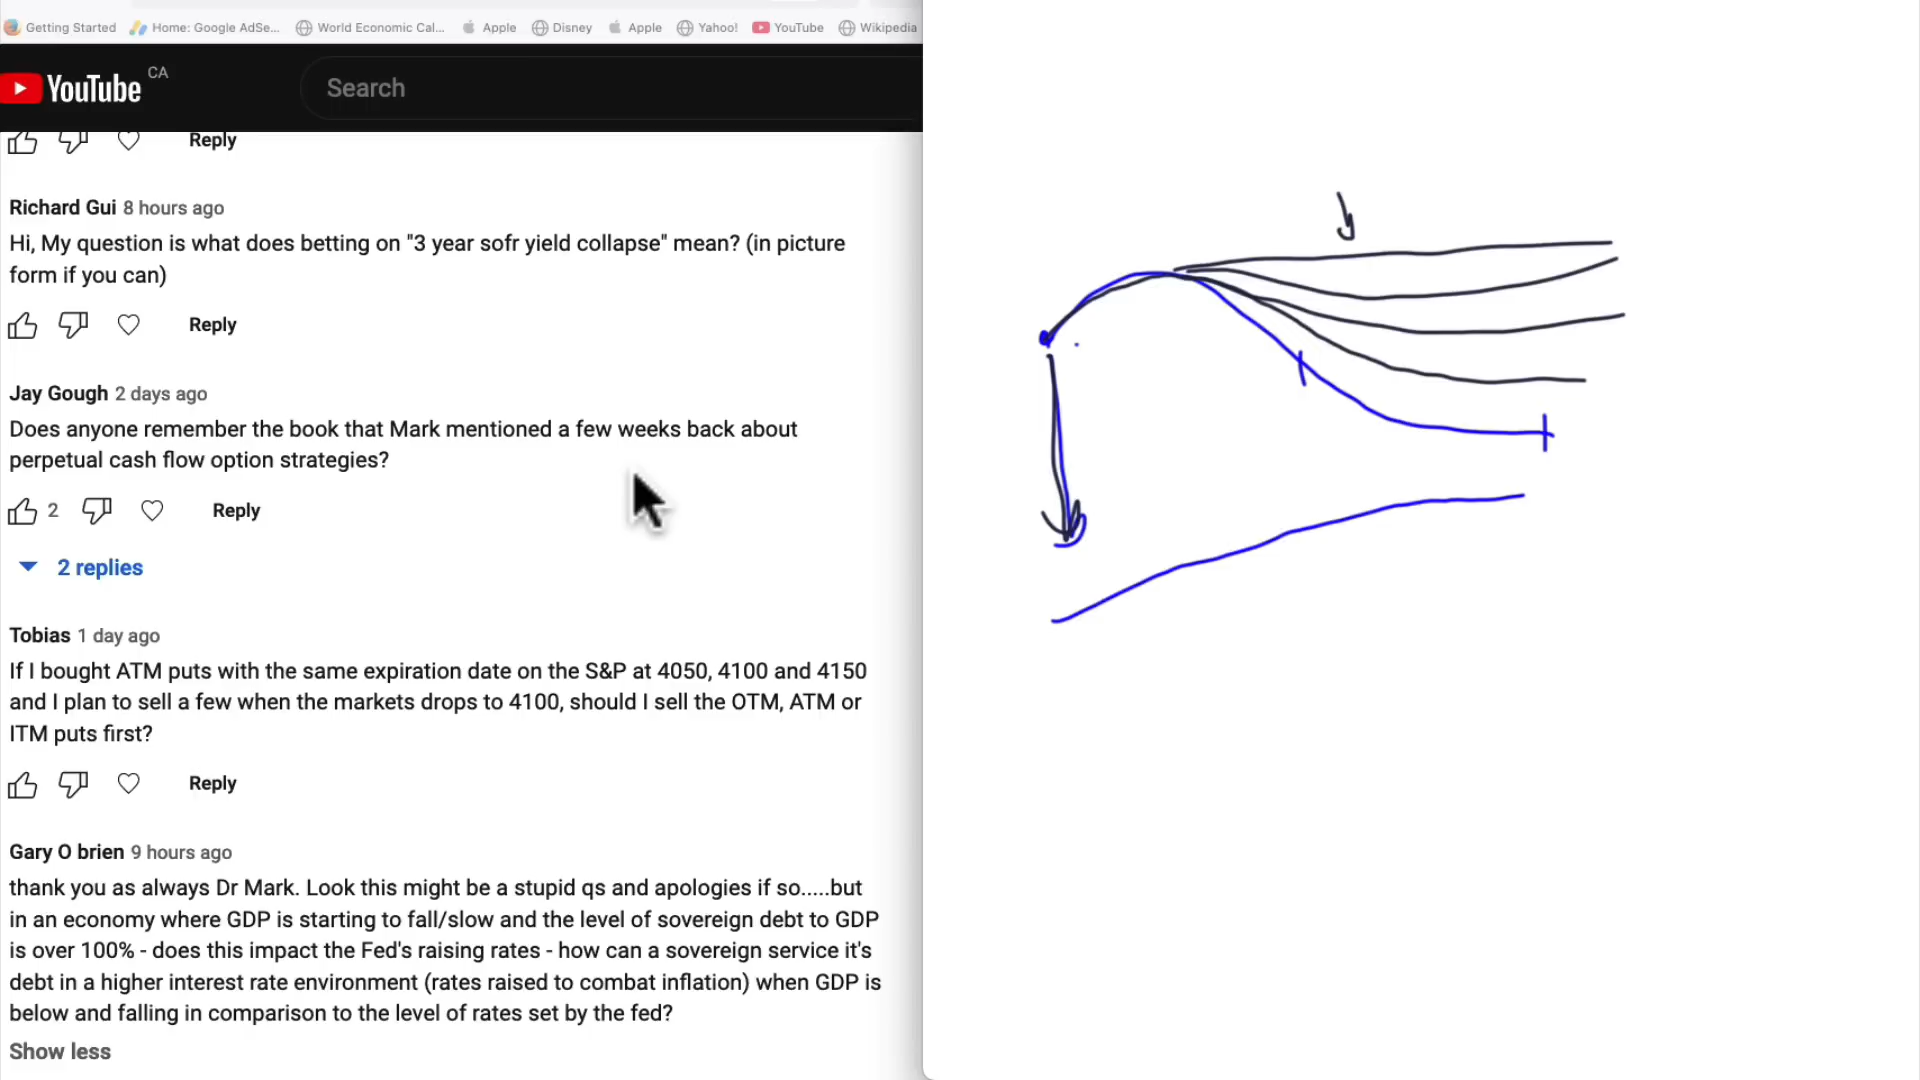 Getting Started Home: Google AdSe... World Economic Cal... Apple Disney Apple Yahoo! YouTube Wikipedia
YouTube CA Search
Reply
Richard Gui 8 hours ago
Hi, My question is what does betting on "3 year sofr yield collapse" mean? (in picture
form if you can)
Reply
Jay Gough 2 days ago
Does anyone remember the book that Mark mentioned a few weeks back about
perpetual cash flow option strategies?
2 Reply
2 replies
Tobias 1 day ago
If I bought ATM puts with the same expiration date on the S&P at 4050, 4100 and 4150
and I plan to sell a few when the markets drops to 4100, should I sell the OTM, ATM or
ITM puts first?
Reply
Gary O brien 9 hours ago
thank you as always Dr Mark. Look this might be a stupid qs and apologies if so.....but
in an economy where GDP is starting to fall/slow and the level of sovereign debt to GDP
is over 100% - does this impact the Fed's raising rates - how can a sovereign service it's
debt in a higher interest rate environment (rates raised to combat inflation) when GDP is
below and falling in comparison to the level of rates set by the fed?
Show less